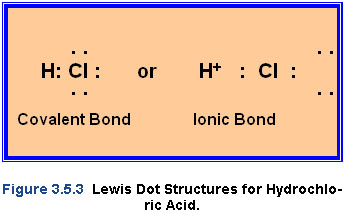 . . . .
H: Cl : or H⁺ : Cl :
. . . .
Covalent Bond Ionic Bond
Figure 3.5.3 Lewis Dot Structures for Hydrochlo-
ric Acid.